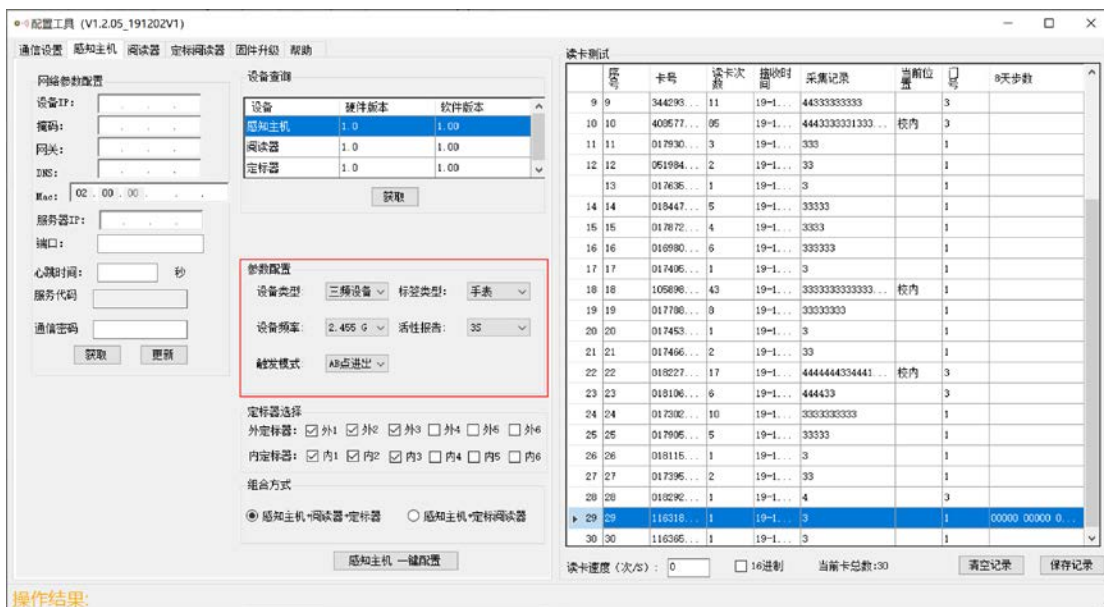 配置工具 (V1.2.05_191202V1)
通信设置 感知主机 阅读器 定标阅读器 固件升级 帮助
网络参数配置
设备IP:
掩码:
网关:
DNS:
Mac: 02 . 00 . 00 .
服务器IP:
端口:
心跳时间: 秒
服务代码
通信密码
获取 更新
设备查询
设备 硬件版本 软件版本
感知主机 1.0 1.00
阅读器 1.0 1.00
定标器 1.0 1.00
获取
参数配置
设备类型: 三频设备 标签类型: 手表
设备频率: 2.455 G 活性报告: 3S
触发模式: AB点进出
定标器选择
外定标器: 外1 外2 外3 外4 外5 外6
内定标器: 内1 内2 内3 内4 内5 内6
组合方式
感知主机+阅读器+定标器 感知主机+定标阅读器
感知主机 一键配置
读卡测试
序号 卡号 读卡次数 接收时间 采集记录 当前位置 门号 8天步数
9 9 344293... 11 19-1... 44333333333 3
10 10 408577... 85 19-1... 4443333331333... 校内 3
11 11 017930... 3 19-1... 333 1
12 12 051984... 2 19-1... 33 1
13 017635... 1 19-1... 3 1
14 14 018447... 5 19-1... 33333 1
15 15 017872... 4 19-1... 3333 1
16 16 016980... 6 19-1... 333333 1
17 17 017405... 1 19-1... 3 1
18 18 105898... 43 19-1... 3333333333333... 校内 1
19 19 017788... 8 19-1... 33333333 1
20 20 017453... 1 19-1... 3 1
21 21 017466... 2 19-1... 33 1
22 22 018227... 17 19-1... 4444444334441... 校内 3
23 23 018106... 6 19-1... 444433 3
24 24 017302... 10 19-1... 3333333333 1
25 25 017905... 5 19-1... 33333 1
26 26 018115... 1 19-1... 3 1
27 27 017395... 2 19-1... 33 1
28 28 018292... 1 19-1... 4 3
29 29 116318... 1 19-1... 3 1 00000 00000 0...
30 30 116365... 1 19-1... 3 1
读卡速度 (次/S) : 0 16进制 当前卡总数:30 清空记录 保存记录
操作结果: